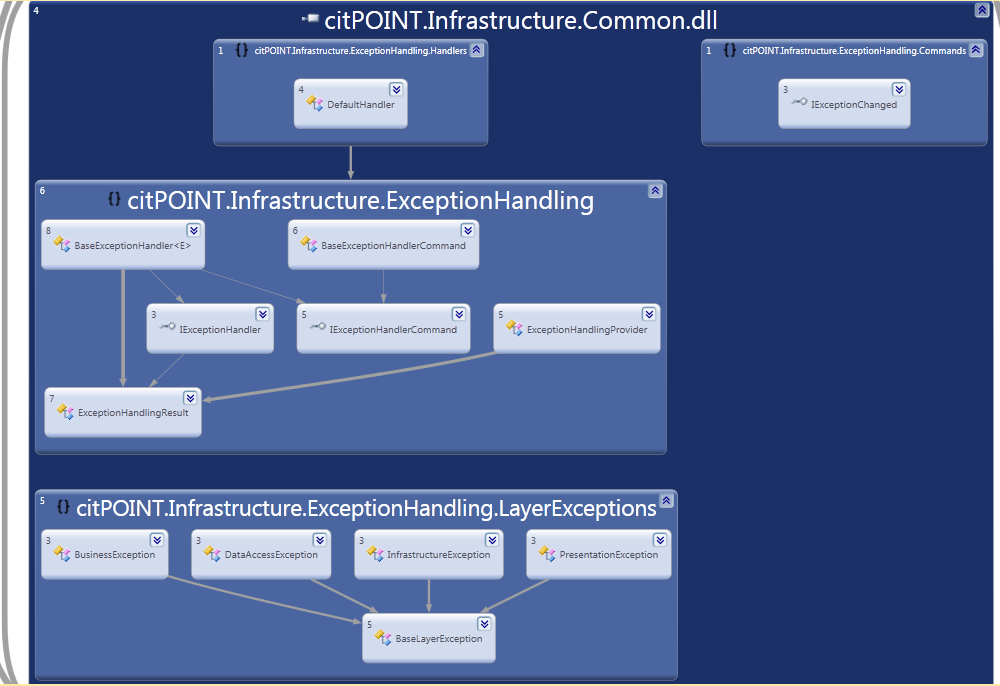 4
citPOINT.Infrastructure.Common.dll
1 {} citPOINT.Infrastructure.ExceptionHandling.Handlers
4
DefaultHandler
1 {} citPOINT.Infrastructure.ExceptionHandling.Commands
3
IExceptionChanged
6
{} citPOINT.Infrastructure.ExceptionHandling
8
BaseExceptionHandler<E>
6
BaseExceptionHandlerCommand
3
IExceptionHandler
5
IExceptionHandlerCommand
5
ExceptionHandlingProvider
7
ExceptionHandlingResult
5
{} citPOINT.Infrastructure.ExceptionHandling.LayerExceptions
3
BusinessException
3
DataAccessException
3
InfrastructureException
3
PresentationException
5
BaseLayerException